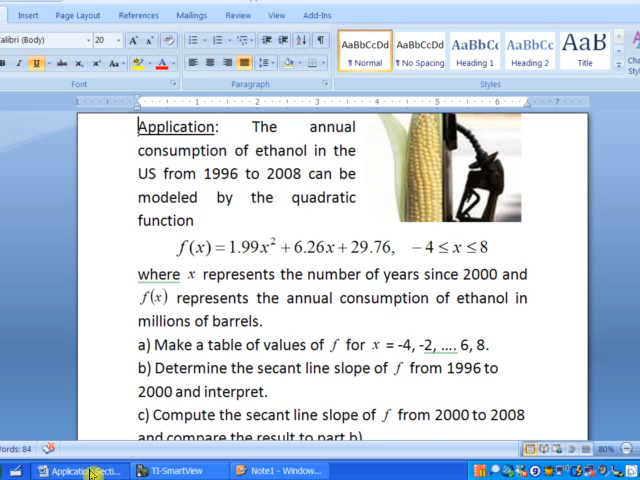 Insert Page Layout References Mailings Review View Add-Ins
alibri (Body) 20
AaBbCcDd AaBbCcDd AaBbCc AaBbCc AaB
¶ Normal ¶ No Spacing Heading 1 Heading 2 Title
Font Paragraph Styles
Application: The annual
consumption of ethanol in the
US from 1996 to 2008 can be
modeled by the quadratic
function
f(x) = 1.99x² + 6.26x + 29.76, −4 ≤ x ≤ 8
where x represents the number of years since 2000 and
f(x) represents the annual consumption of ethanol in
millions of barrels.
a) Make a table of values of f for x = -4, -2, .... 6, 8.
b) Determine the secant line slope of f from 1996 to
2000 and interpret.
c) Compute the secant line slope of f from 2000 to 2008
and compare the result to part b)
Words: 84 80%
Application Secti... TI-SmartView Note1 - Window...